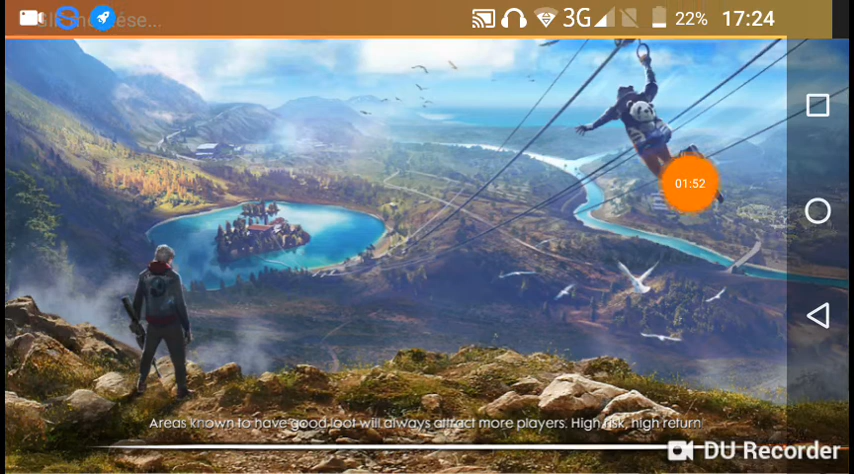 3G 22% 17:24
01:52
Areas known to have good loot will always attract more players. High risk, high return!
DU Recorder